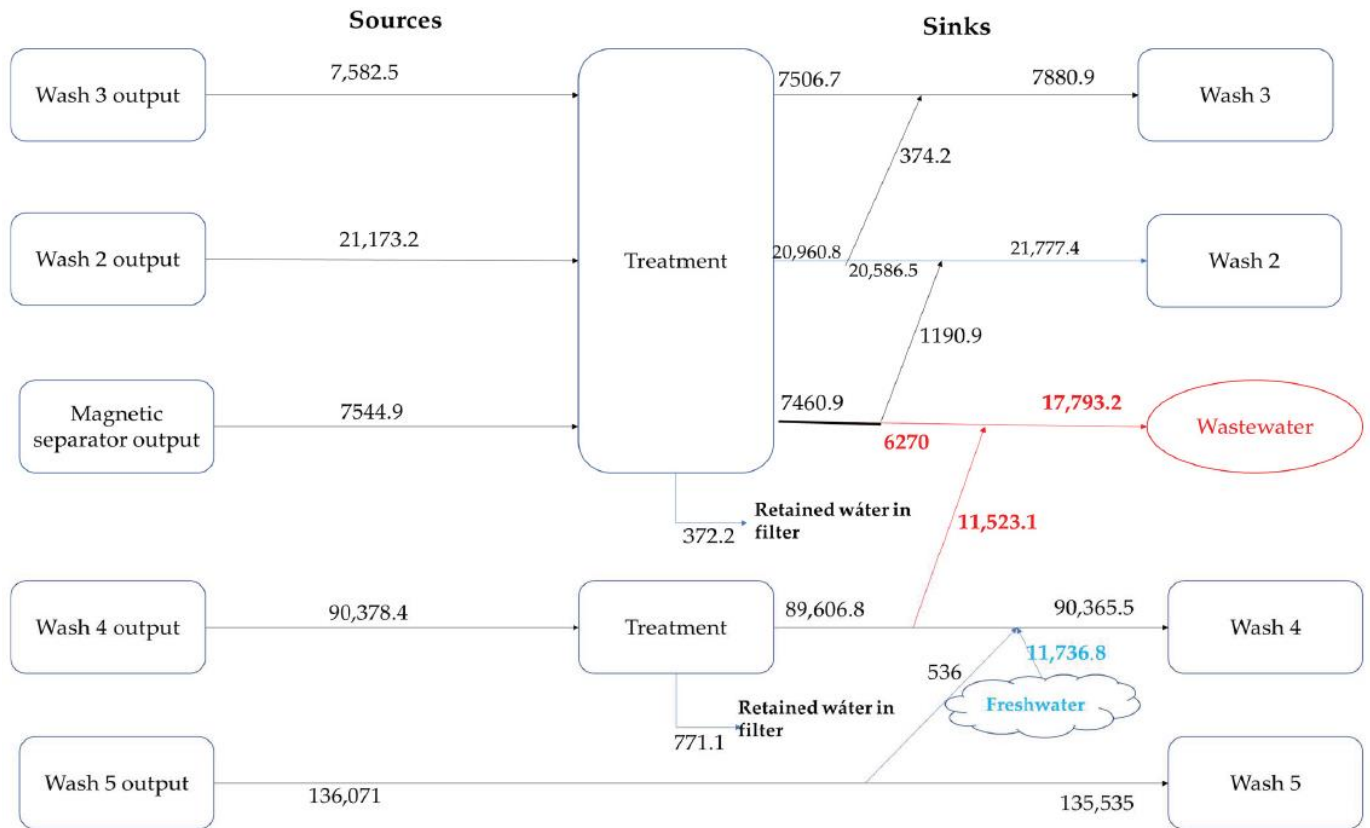 Sources
Sinks
Wash 3 output
7,582.5
7506.7
7880.9
Wash 3
374.2
Wash 2 output
21,173.2
Treatment
20,960.8
20,586.5
21,777.4
Wash 2
1190.9
Magnetic
separator output
7544.9
7460.9
6270
17,793.2
Wastewater
372.2
Retained wáter in
filter
11,523.1
Wash 4 output
90,378.4
Treatment
89,606.8
90,365.5
Wash 4
536
11,736.8
Freshwater
771.1
Retained wáter in
filter
Wash 5 output
136,071
135,535
Wash 5